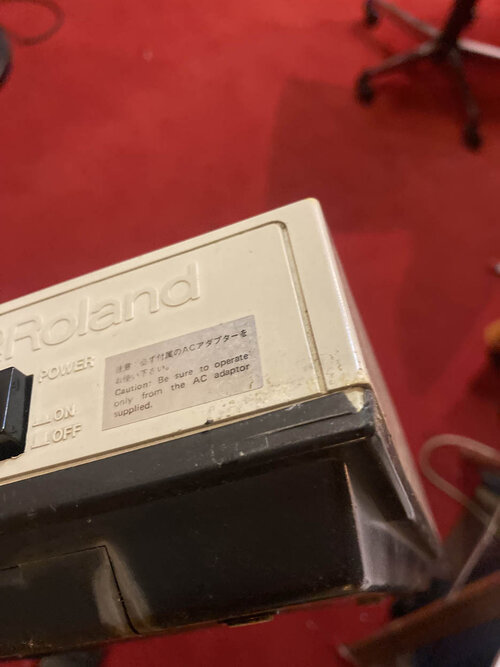 Roland
POWER
ON
OFF
注意:必ず付属のACアダプターを
お使い下さい。
Caution: Be sure to operate
only from the AC adaptor
supplied.